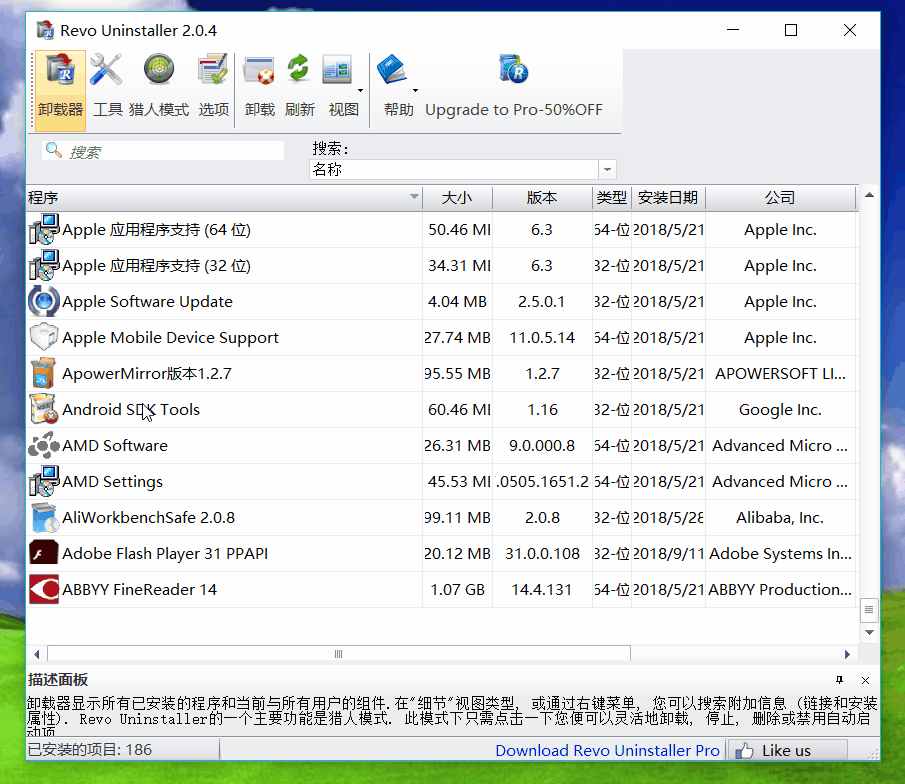 Revo Uninstaller 2.0.4
卸载器 工具 猎人模式 选项 卸载 刷新 视图 帮助 Upgrade to Pro-50%OFF
搜索:
搜索
名称
程序 大小 版本 类型 安装日期 公司
Apple 应用程序支持 (64 位) 50.46 MI 6.3 64-位 2018/5/21 Apple Inc.
Apple 应用程序支持 (32 位) 34.31 MI 6.3 32-位 2018/5/21 Apple Inc.
Apple Software Update 4.04 MB 2.5.0.1 32-位 2018/5/21 Apple Inc.
Apple Mobile Device Support 27.74 MB 11.0.5.14 64-位 2018/5/21 Apple Inc.
ApowerMirror版本1.2.7 95.55 MB 1.2.7 32-位 2018/5/21 APOWERSOFT LI...
Android SDK Tools 60.46 MI 1.16 32-位 2018/5/21 Google Inc.
AMD Software 26.31 MB 9.0.000.8 64-位 2018/5/21 Advanced Micro ...
AMD Settings 45.53 MI .0505.1651.2 64-位 2018/5/21 Advanced Micro ...
AliWorkbenchSafe 2.0.8 99.11 MB 2.0.8 32-位 2018/5/28 Alibaba, Inc.
Adobe Flash Player 31 PPAPI 20.12 MB 31.0.0.108 32-位 2018/9/11 Adobe Systems In...
ABBYY FineReader 14 1.07 GB 14.4.131 64-位 2018/5/21 ABBYY Production...
描述面板
卸载器显示所有已安装的程序和当前与所有用户的组件.在"细节"视图类型, 或通过右键菜单, 您可以搜索附加信息 (链接和安装
属性). Revo Uninstaller的一个主要功能是猎人模式. 此模式下只需点击一下您便可以灵活地卸载, 停止, 删除或禁用自动启
动项
已安装的项目: 186 Download Revo Uninstaller Pro Like us